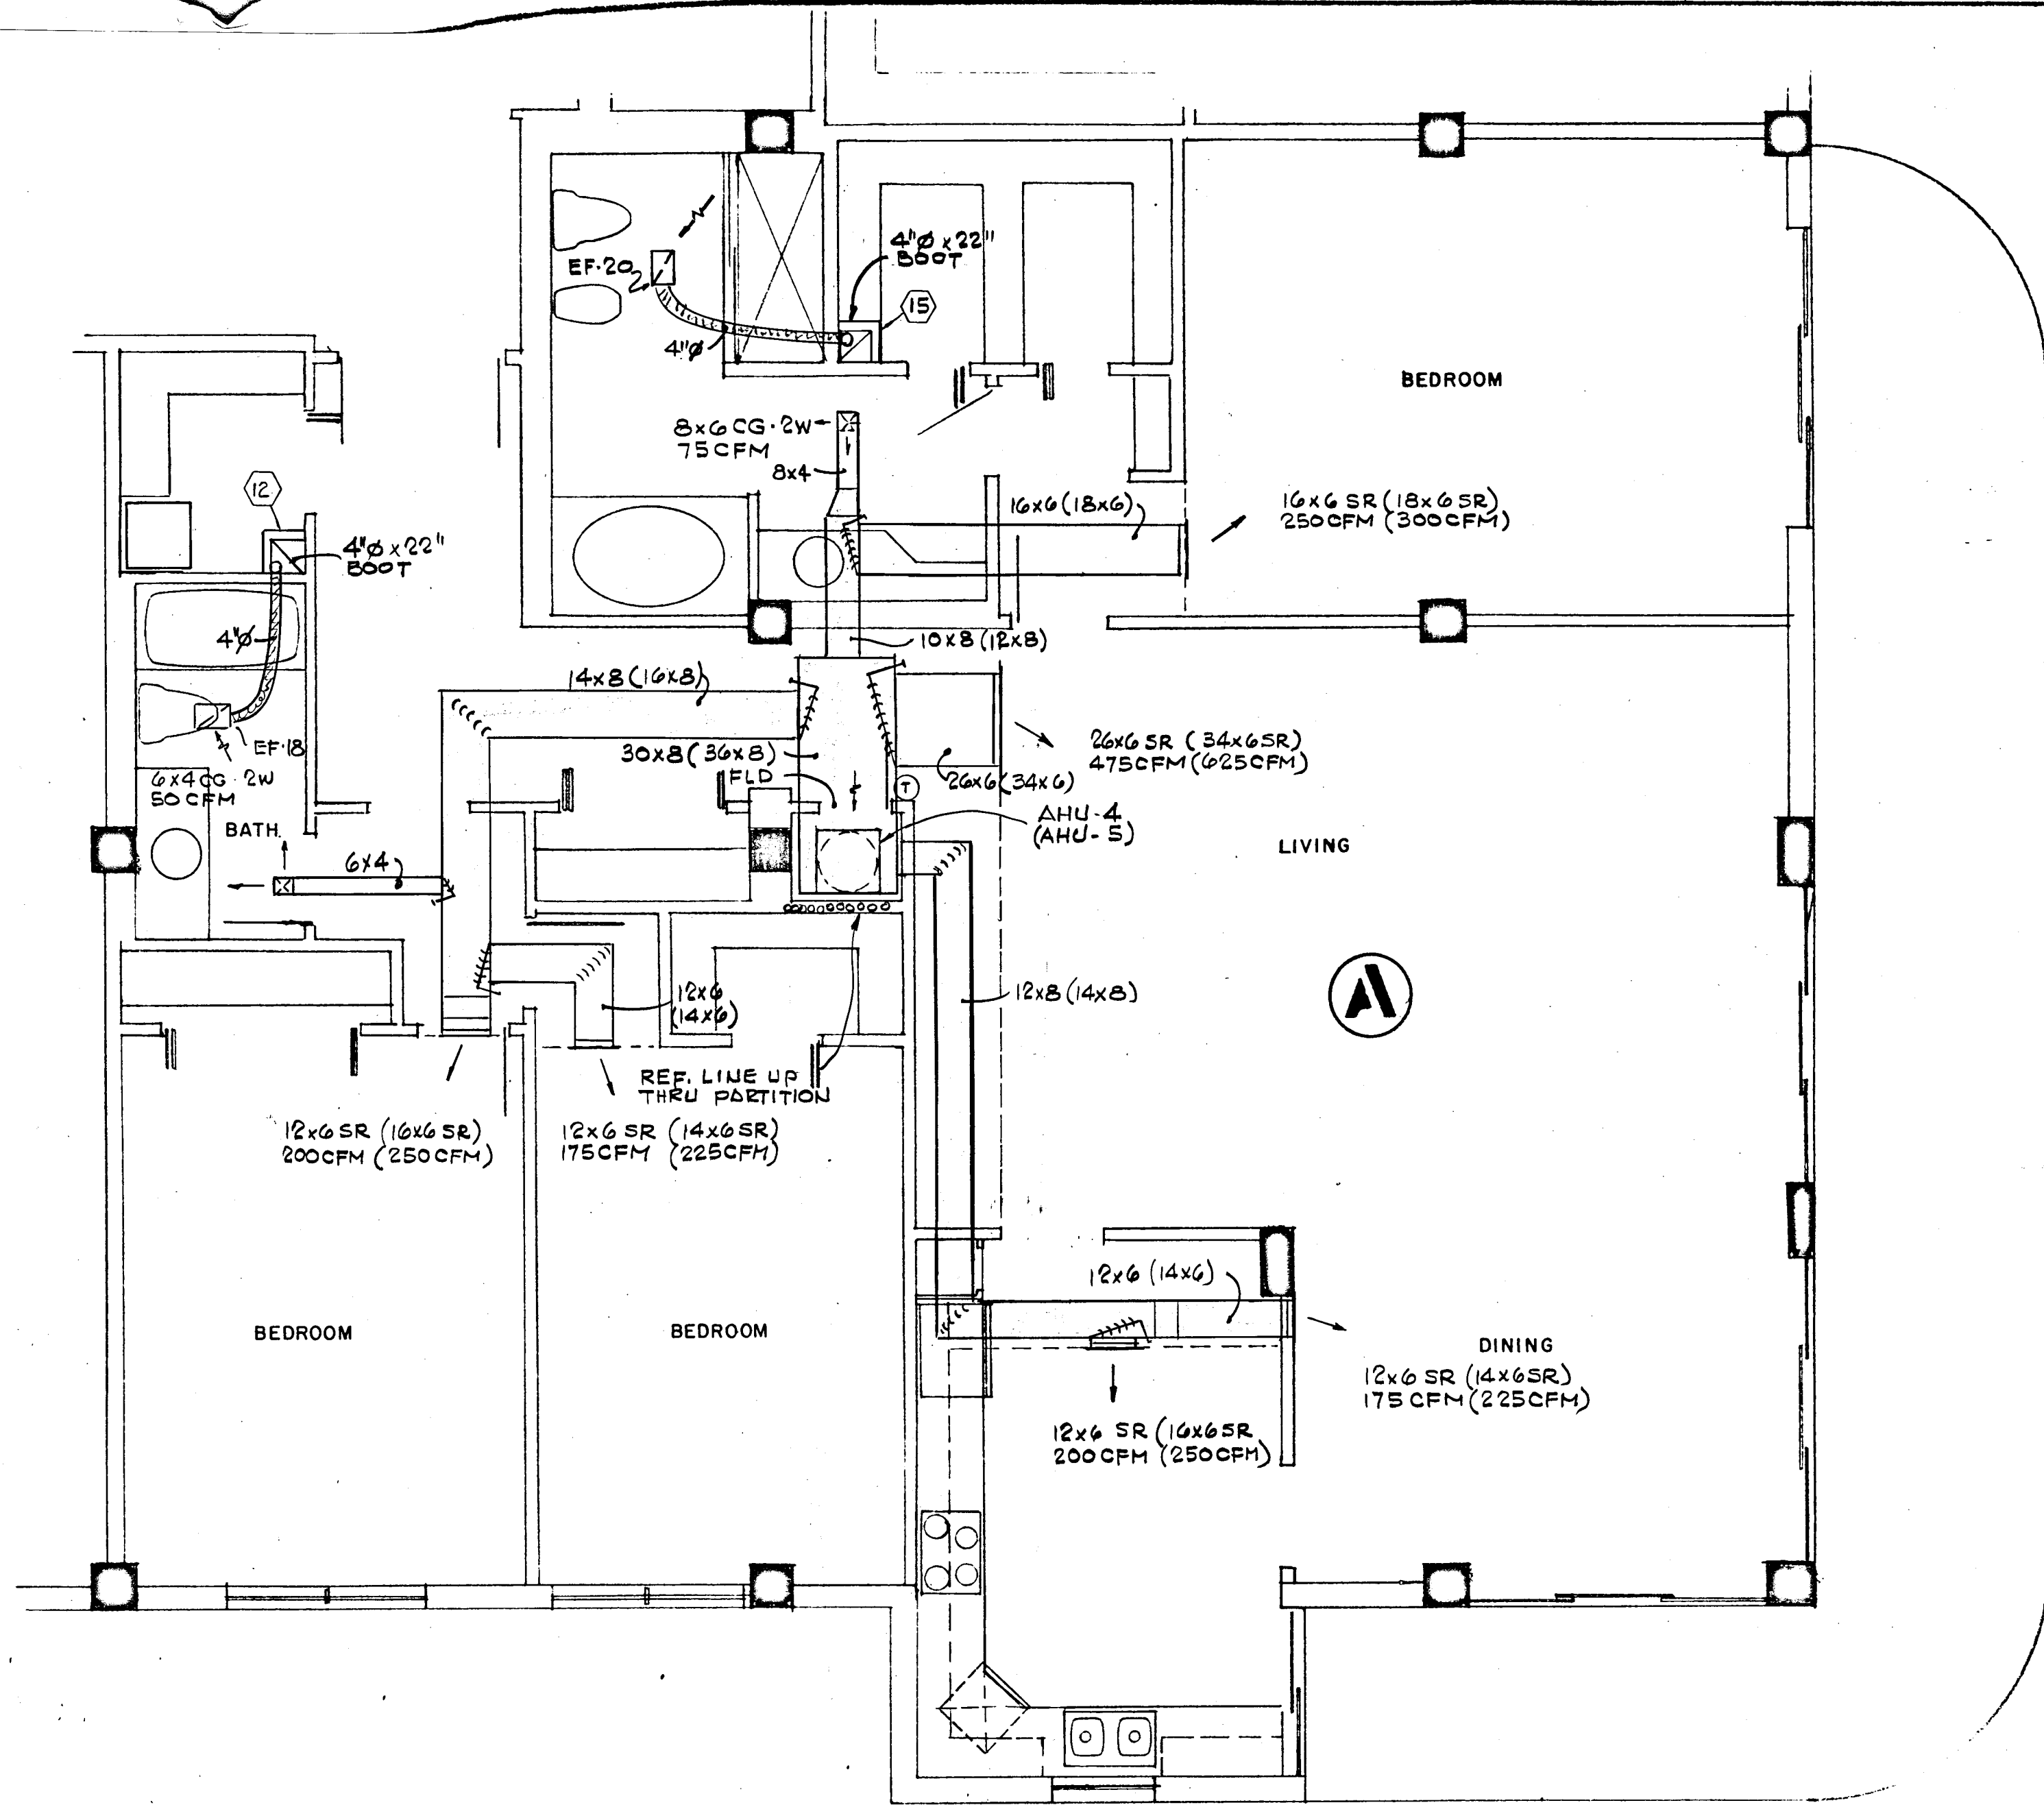 4"Ø x 22"
BOOT
EF-20
15
4"Ø
BEDROOM
8x6 CG-2W
75 CFM
8x4
12
16x6 (18x6)
16x6 SR (18x6 SR)
250 CFM (300 CFM)
4"Ø x 22"
BOOT
4"Ø
10x8 (12x8)
14x8 (16x8)
EF-18
30x8 (36x8)
FLD
26x6 SR (34x6 SR)
475 CFM (625 CFM)
26x6 (34x6)
T
6x4 CG-2W
50 CFM
AHU-4
(AHU-5)
BATH
LIVING
6x4
12x6
(14x6)
12x8 (14x8)
A
REF. LINE UP
THRU PARTITION
12x6 SR (16x6 SR)
200 CFM (250 CFM)
12x6 SR (14x6 SR)
175 CFM (225 CFM)
12x6 (14x6)
BEDROOM
BEDROOM
DINING
12x6 SR (14x6 SR)
175 CFM (225 CFM)
12x6 SR (16x6 SR
200 CFM (250 CFM)